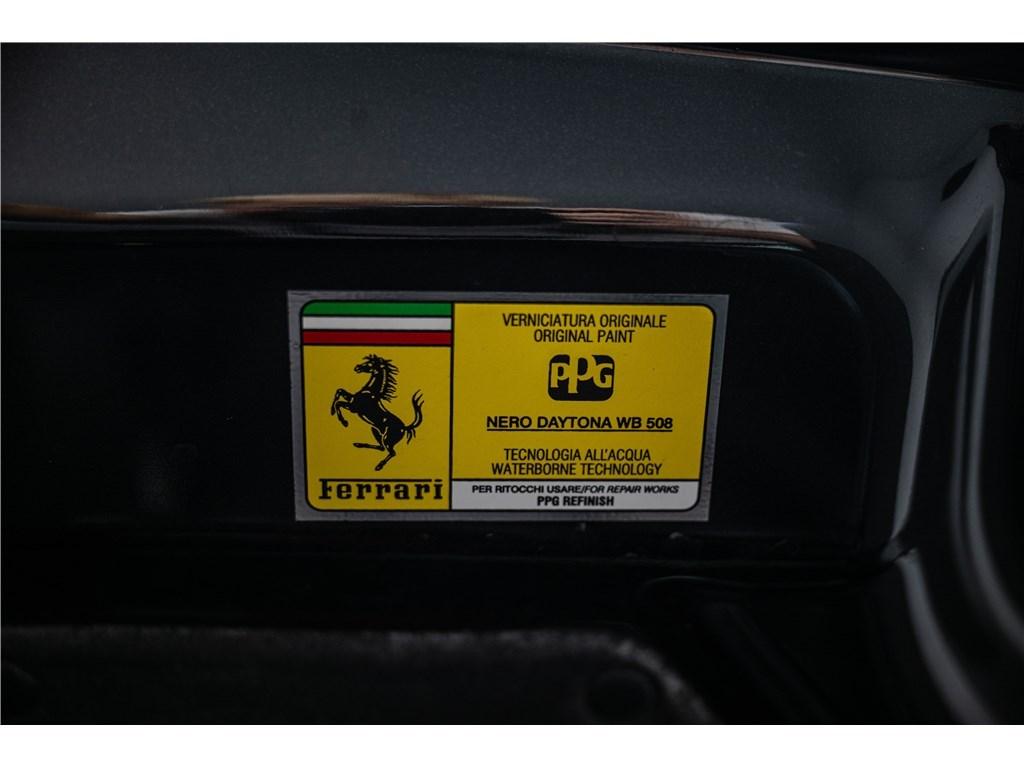 VERNICIATURA ORIGINALE
ORIGINAL PAINT
PPG
NERO DAYTONA WB 508
TECNOLOGIA ALL'ACQUA
WATERBORNE TECHNOLOGY
Ferrari
PER RITOCCHI USARE/FOR REPAIR WORKS
PPG REFINISH